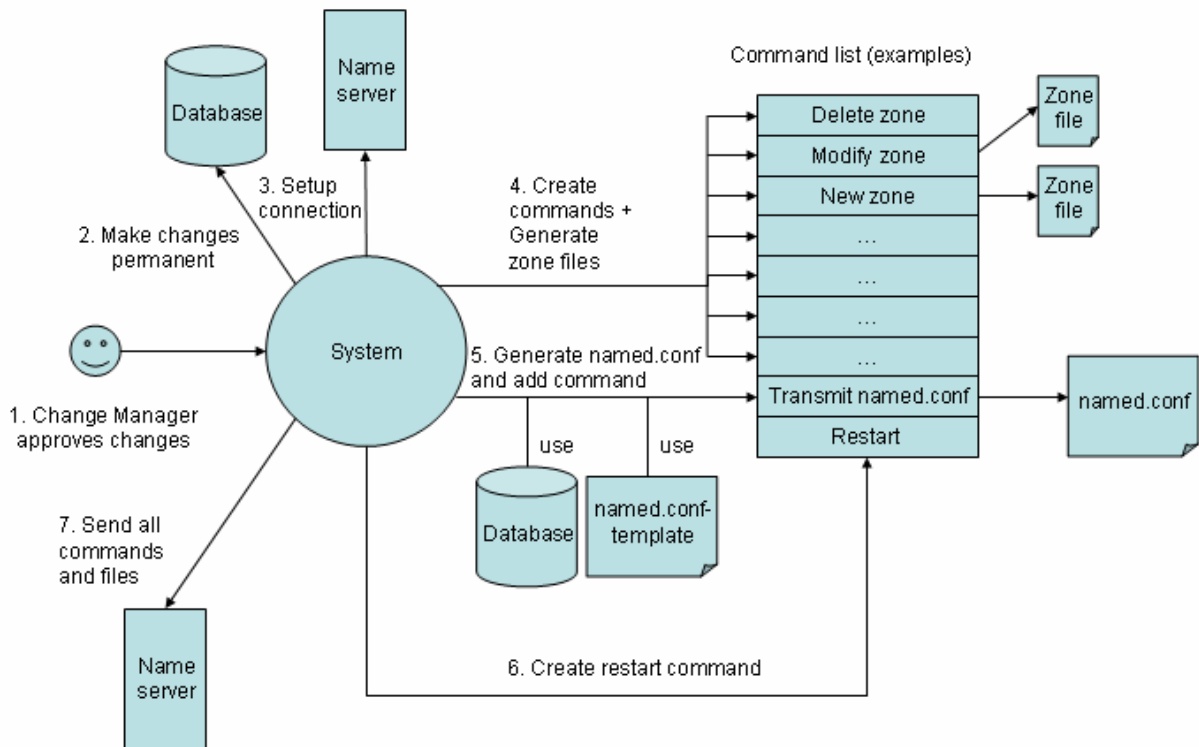 Command list (examples)
Name
server
Database
Delete zone
Modify zone
New zone
...
...
...
...
Transmit named.conf
Restart
Zone
file
Zone
file
named.conf
3. Setup
connection
4. Create
commands +
Generate
zone files
2. Make changes
permanent
System
5. Generate named.conf
and add command
1. Change Manager
approves changes
use
use
Database
named.conf-
template
7. Send all
commands
and files
6. Create restart command
Name
server